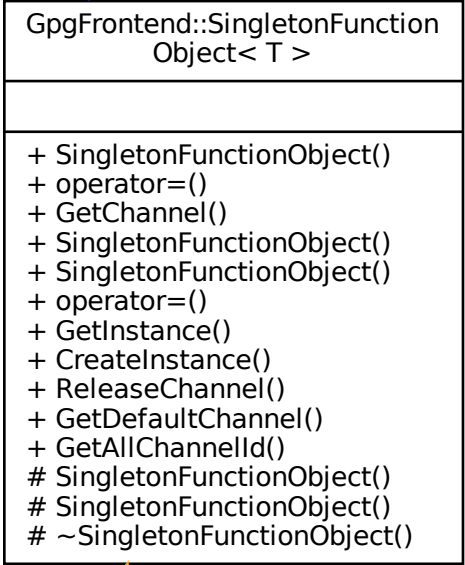 GpgFrontend::SingletonFunction
Object< T >
+ SingletonFunctionObject()
+ operator=()
+ GetChannel()
+ SingletonFunctionObject()
+ SingletonFunctionObject()
+ operator=()
+ GetInstance()
+ CreateInstance()
+ ReleaseChannel()
+ GetDefaultChannel()
+ GetAllChannelId()
# SingletonFunctionObject()
# SingletonFunctionObject()
# ~SingletonFunctionObject()